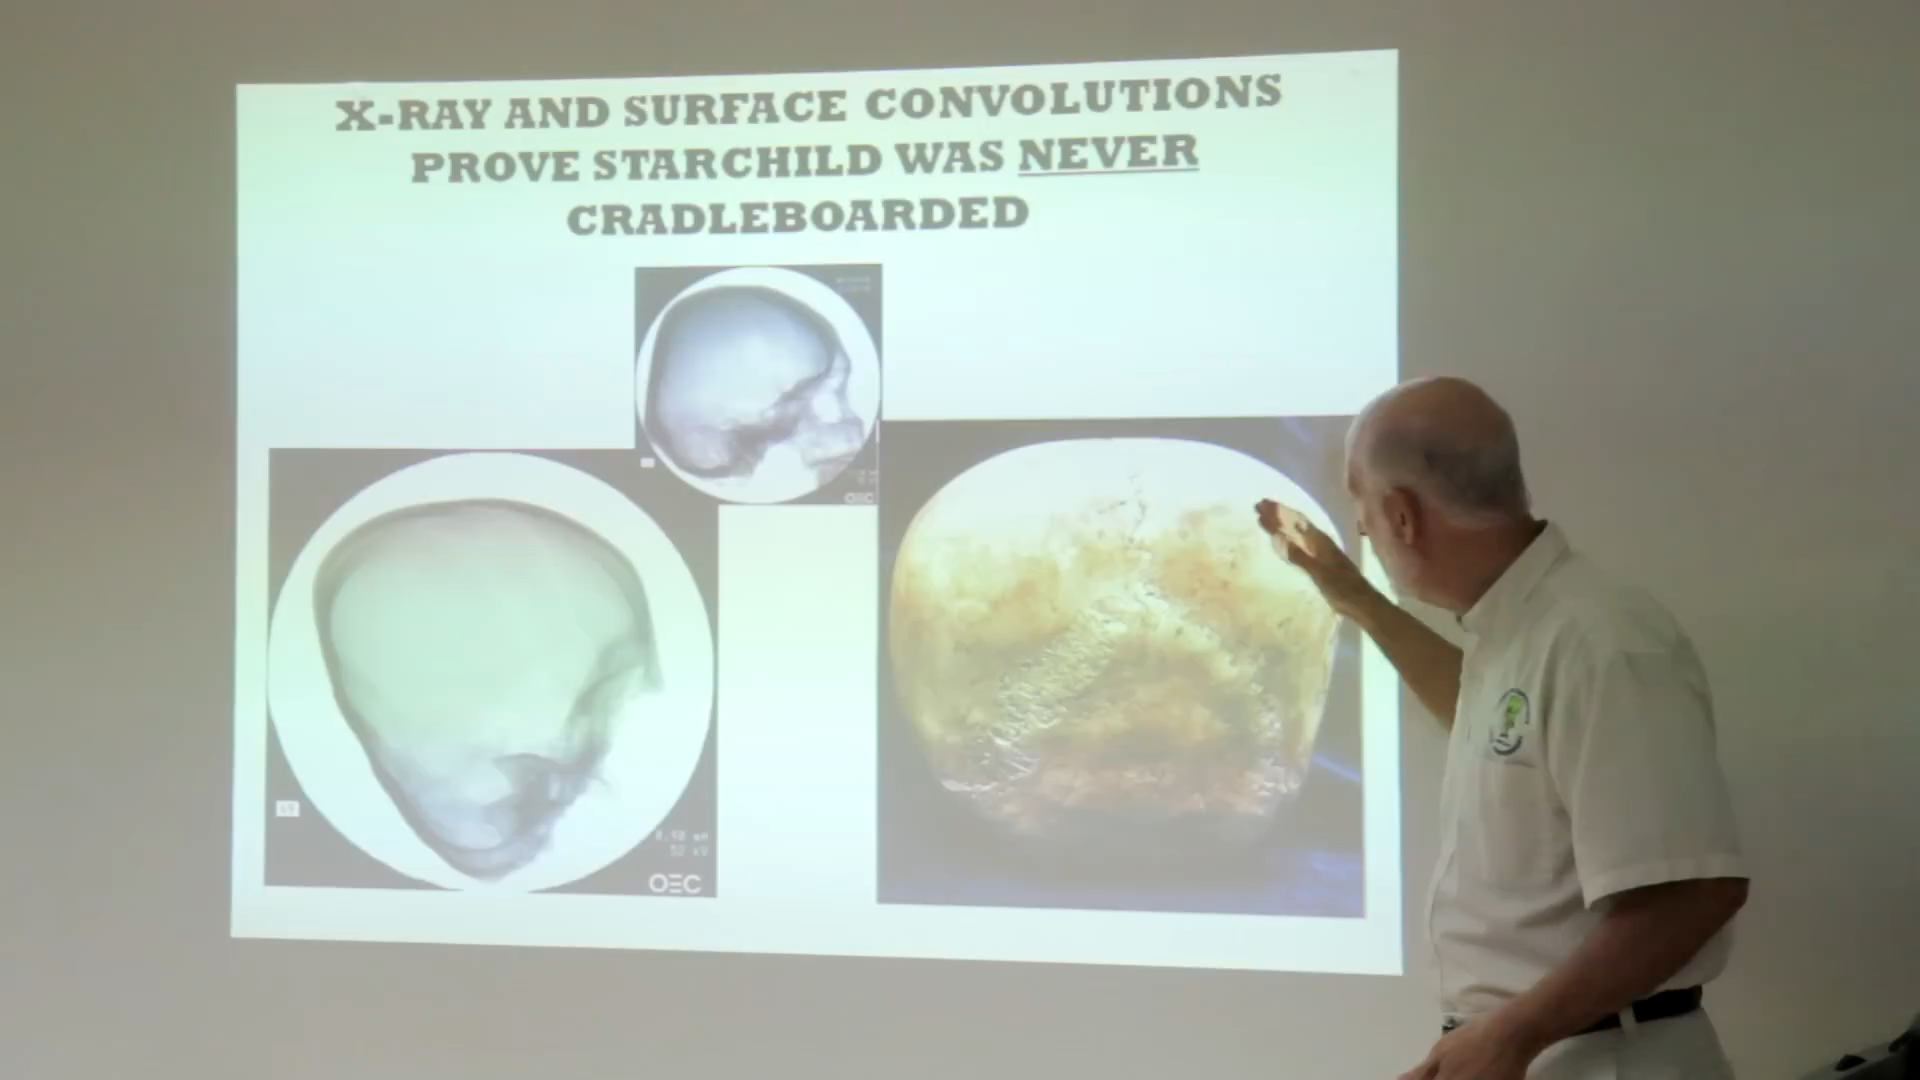 X-RAY AND SURFACE CONVOLUTIONS
PROVE STARCHILD WAS NEVER
CRADLEBOARDED
OEC
OEC